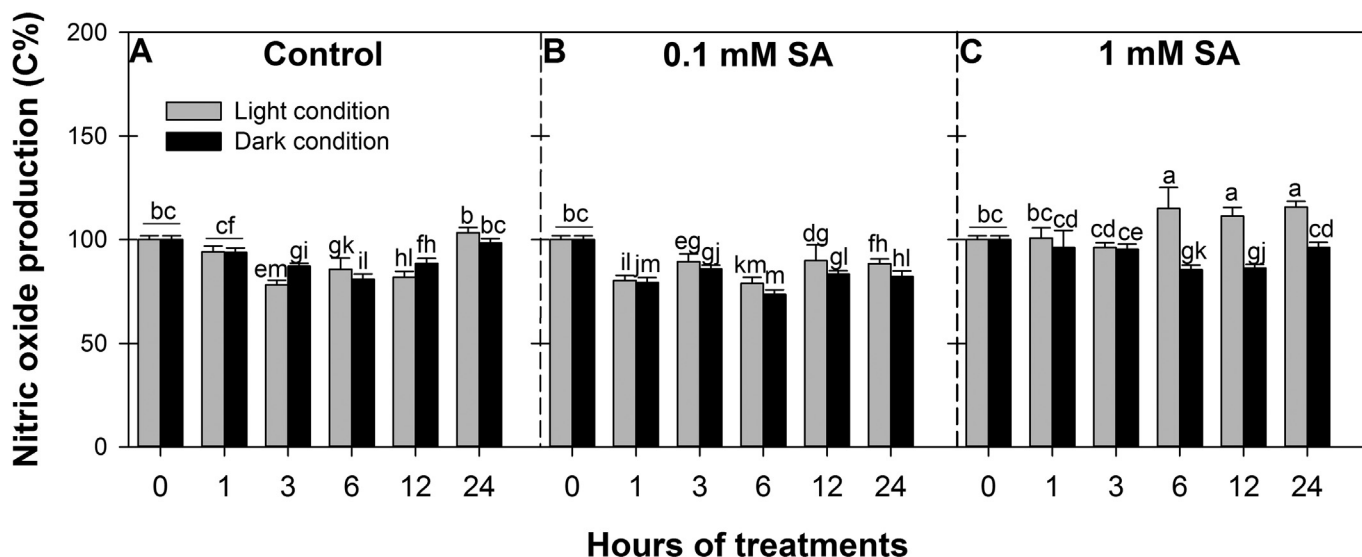 Nitric oxide production (C%)
200
150
100
50
0
A Control
Light condition
Dark condition
bc cf em gi gk il hl fh b bc
0 1 3 6 12 24
B 0.1 mM SA
bc il jm eg gj km m dg gl fh hl
0 1 3 6 12 24
C 1 mM SA
bc bc cd cd ce a gk a gj a cd
0 1 3 6 12 24
Hours of treatments